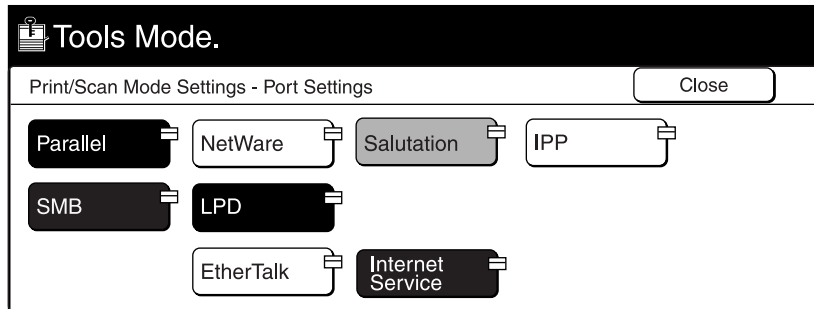 Tools Mode.
Print/Scan Mode Settings - Port Settings
Close
Parallel
NetWare
Salutation
IPP
SMB
LPD
EtherTalk
Internet
Service